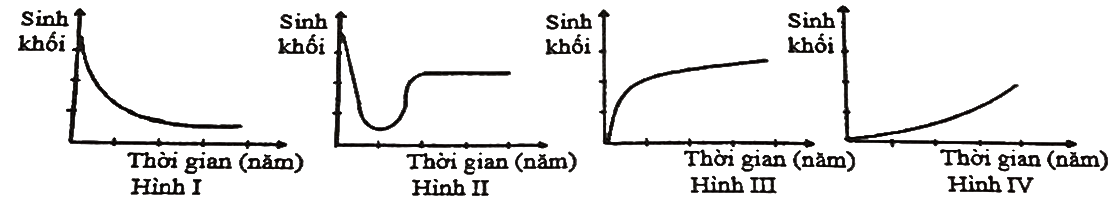 Sinh
khối
Thời gian (năm)
Hình I
Sinh
khối
Thời gian (năm)
Hình II
Sinh
khối
Thời gian (năm)
Hình III
Sinh
khối
Thời gian (năm)
Hình IV